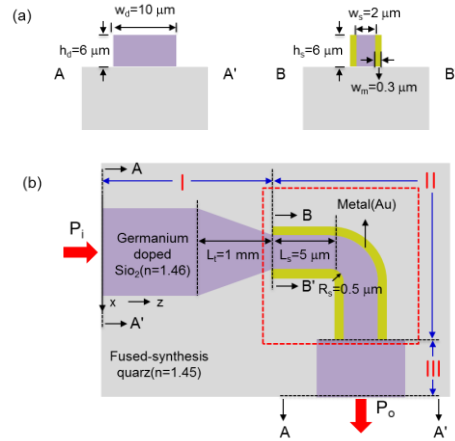 (a)
w_d=10 μm
h_d=6 μm
A
A'
w_s=2 μm
h_s=6 μm
w_m=0.3 μm
B
B
(b)
A
I
II
B
Metal(Au)
P_i
Germanium
doped
Sio₂(n=1.46)
L_t=1 mm
L_s=5 μm
B'
R_s=0.5 μm
x
z
A'
Fused-synthesis
quarz(n=1.45)
III
A
P_o
A'